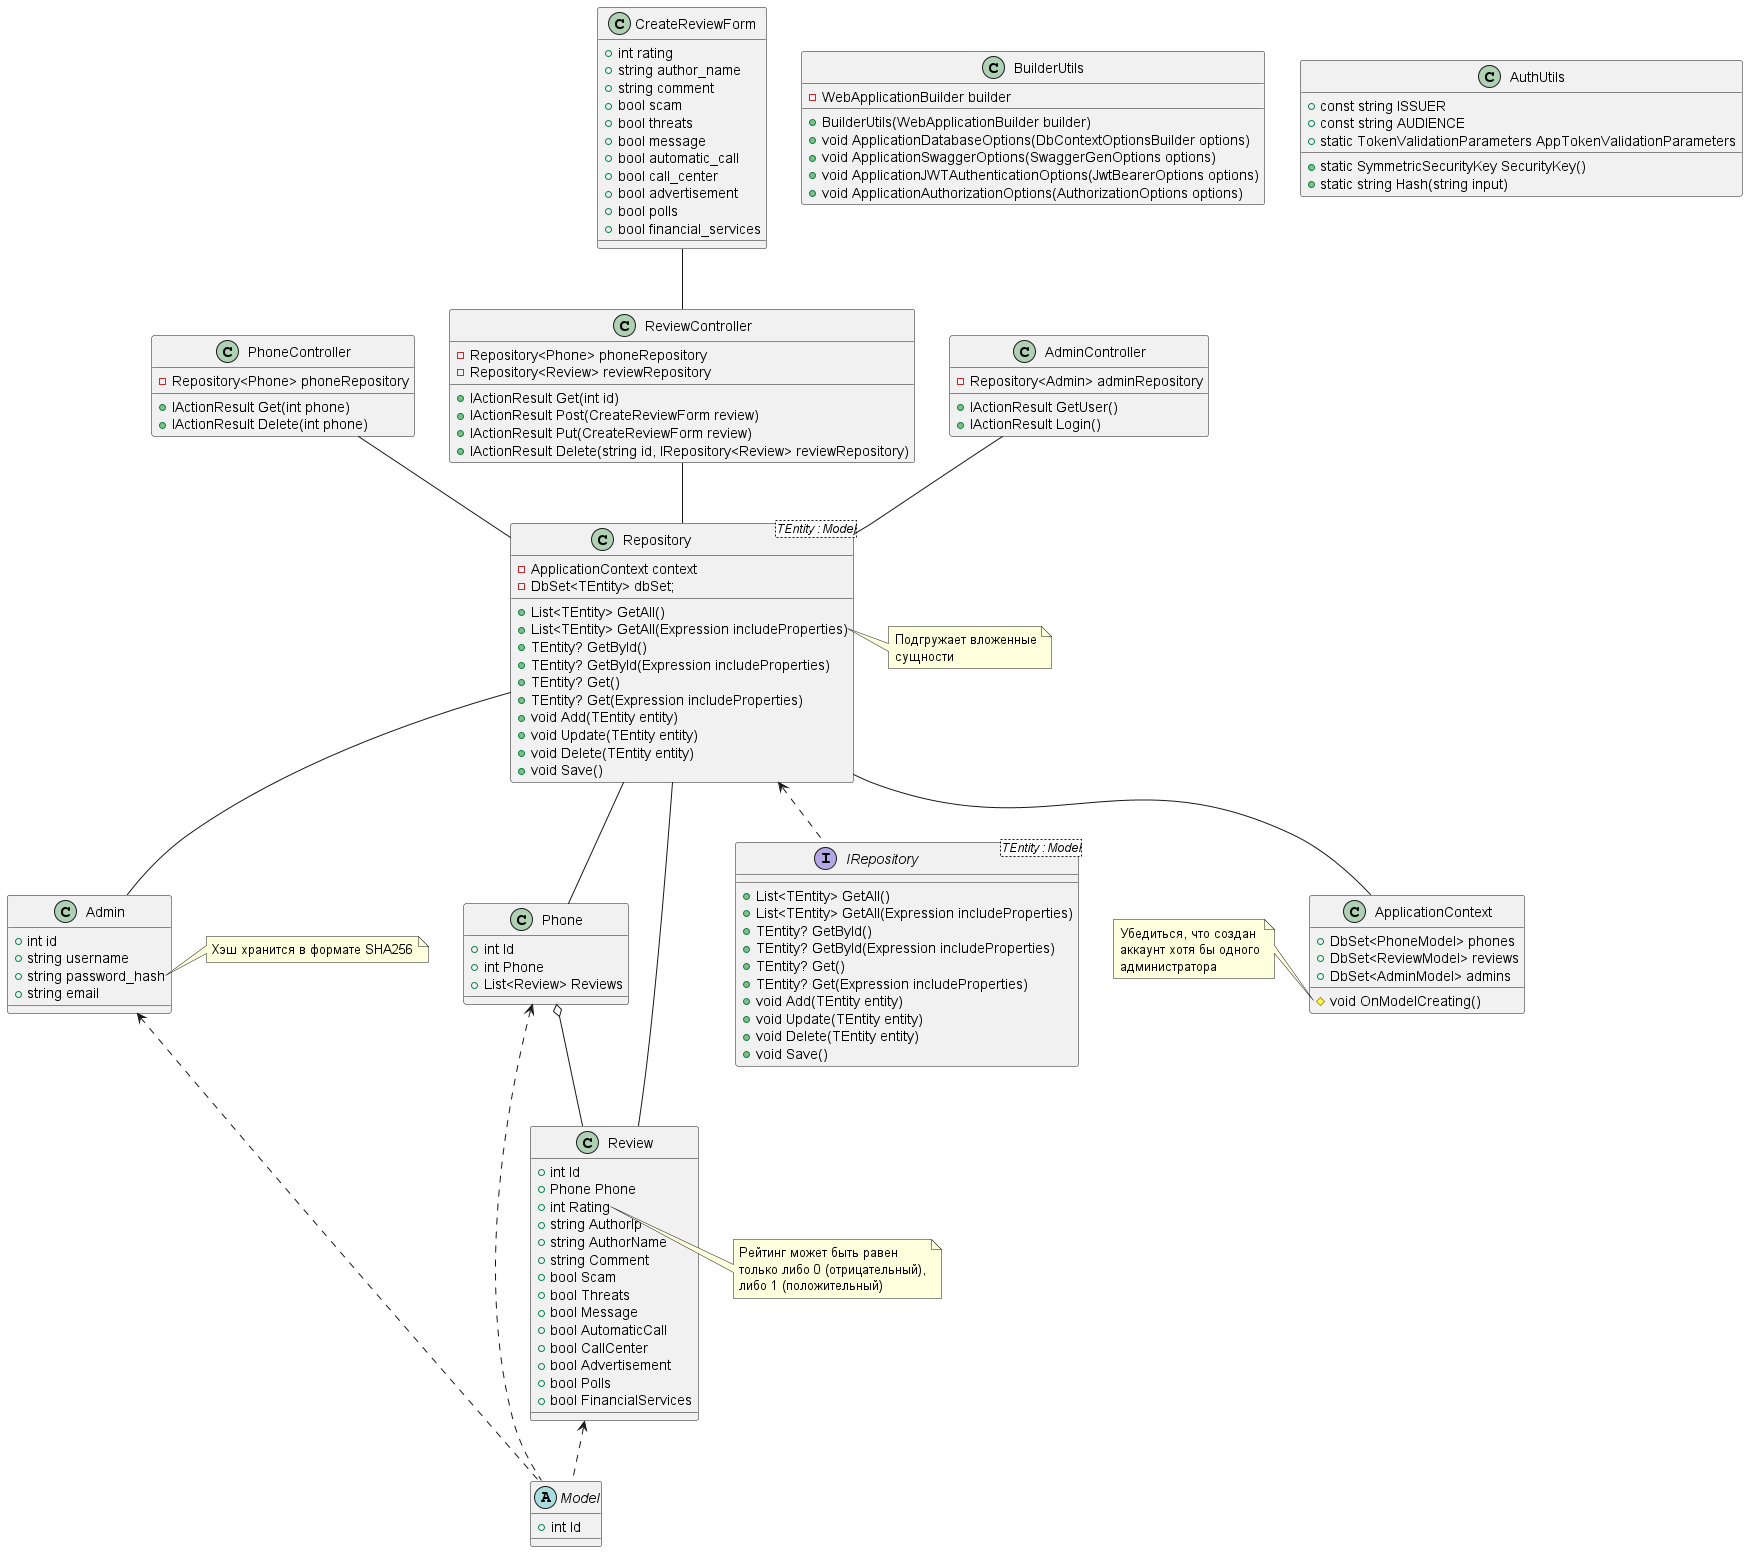 C CreateReviewForm
int rating
string author_name
string comment
bool scam
bool threats
bool message
bool automatic_call
bool call_center
bool advertisement
bool polls
bool financial_services
C BuilderUtils
WebApplicationBuilder builder
BuilderUtils(WebApplicationBuilder builder)
void ApplicationDatabaseOptions(DbContextOptionsBuilder options)
void ApplicationSwaggerOptions(SwaggerGenOptions options)
void ApplicationJWTAuthenticationOptions(JwtBearerOptions options)
void ApplicationAuthorizationOptions(AuthorizationOptions options)
C AuthUtils
const string ISSUER
const string AUDIENCE
static TokenValidationParameters AppTokenValidationParameters
static SymmetricSecurityKey SecurityKey()
static string Hash(string input)
C PhoneController
Repository<Phone> phoneRepository
IActionResult Get(int phone)
IActionResult Delete(int phone)
C ReviewController
Repository<Phone> phoneRepository
Repository<Review> reviewRepository
IActionResult Get(int id)
IActionResult Post(CreateReviewForm review)
IActionResult Put(CreateReviewForm review)
IActionResult Delete(string id, IRepository<Review> reviewRepository)
C AdminController
Repository<Admin> adminRepository
IActionResult GetUser()
IActionResult Login()
C Repository
TEntity : Model
ApplicationContext context
DbSet<TEntity> dbSet;
List<TEntity> GetAll()
List<TEntity> GetAll(Expression includeProperties)
TEntity? GetById()
TEntity? GetById(Expression includeProperties)
TEntity? Get()
TEntity? Get(Expression includeProperties)
void Add(TEntity entity)
void Update(TEntity entity)
void Delete(TEntity entity)
void Save()
Подгружает вложенные
сущности
C Admin
int id
string username
string password_hash
string email
Хэш хранится в формате SHA256
C Phone
int Id
int Phone
List<Review> Reviews
I IRepository
TEntity : Model
List<TEntity> GetAll()
List<TEntity> GetAll(Expression includeProperties)
TEntity? GetById()
TEntity? GetById(Expression includeProperties)
TEntity? Get()
TEntity? Get(Expression includeProperties)
void Add(TEntity entity)
void Update(TEntity entity)
void Delete(TEntity entity)
void Save()
Убедиться, что создан
аккаунт хотя бы одного
администратора
C ApplicationContext
DbSet<PhoneModel> phones
DbSet<ReviewModel> reviews
DbSet<AdminModel> admins
void OnModelCreating()
C Review
int Id
Phone Phone
int Rating
string AuthorIp
string AuthorName
string Comment
bool Scam
bool Threats
bool Message
bool AutomaticCall
bool CallCenter
bool Advertisement
bool Polls
bool FinancialServices
Рейтинг может быть равен
только либо 0 (отрицательный),
либо 1 (положительный)
A Model
int Id